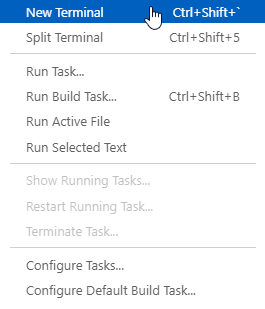 New Terminal Ctrl+Shift+`
Split Terminal Ctrl+Shift+5
Run Task...
Run Build Task... Ctrl+Shift+B
Run Active File
Run Selected Text
Show Running Tasks...
Restart Running Task...
Terminate Task...
Configure Tasks...
Configure Default Build Task...